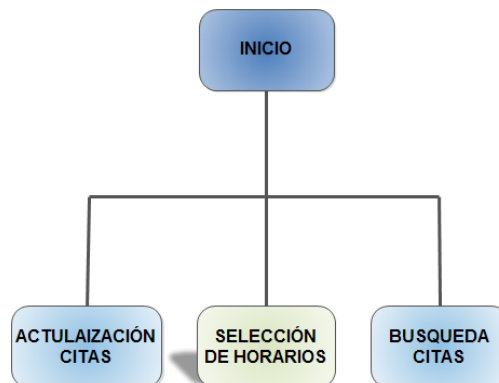 INICIO
ACTULAIZACIÓN
CITAS
SELECCIÓN
DE HORARIOS
BUSQUEDA
CITAS